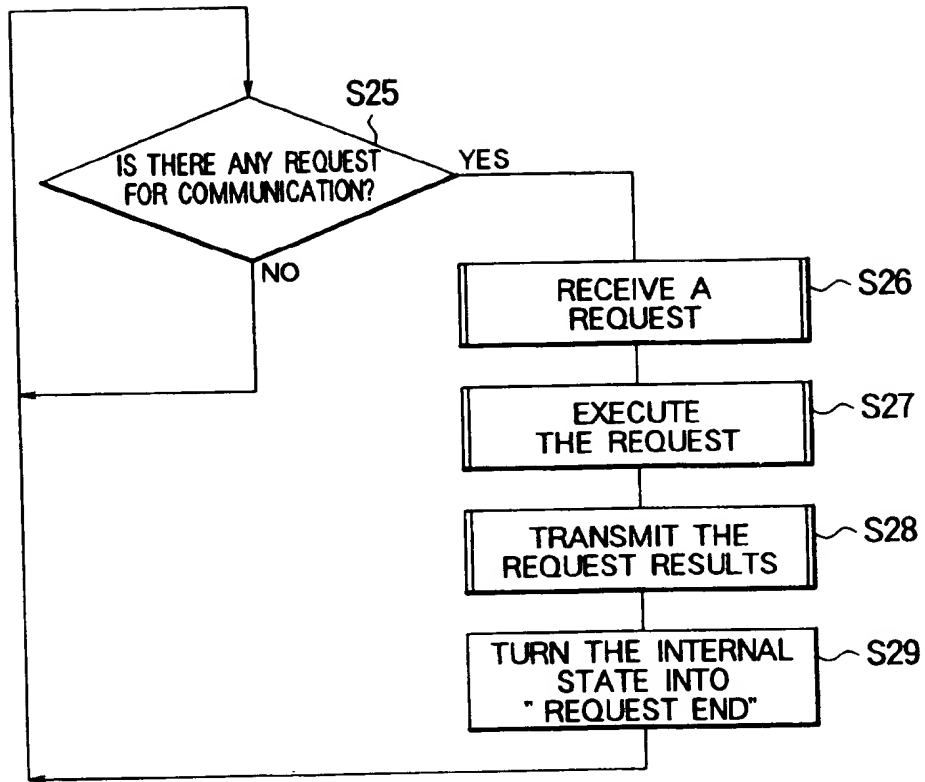 S25
IS THERE ANY REQUEST
FOR COMMUNICATION?
YES
NO
RECEIVE A
REQUEST
S26
EXECUTE
THE REQUEST
S27
TRANSMIT THE
REQUEST RESULTS
S28
TURN THE INTERNAL
STATE INTO
" REQUEST END"
S29